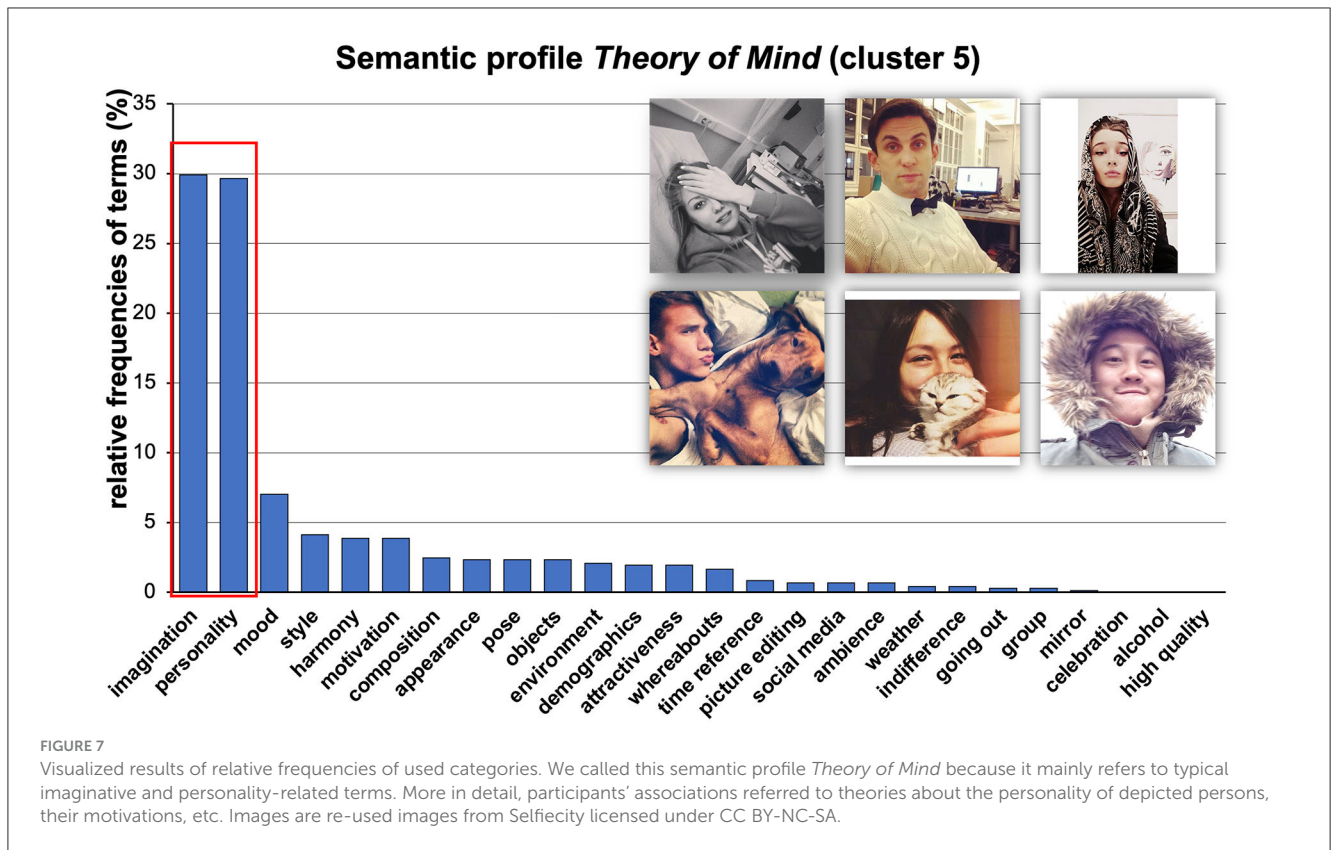 Semantic profile Theory of Mind (cluster 5)
relative frequencies of terms (%)
35
30
25
20
15
10
5
0
imagination
personality
mood
style
harmony
motivation
composition
appearance
pose
objects
environment
demographics
attractiveness
whereabouts
time reference
picture editing
social media
ambience
weather
indifference
going out
group
mirror
celebration
alcohol
high quality
FIGURE 7
Visualized results of relative frequencies of used categories. We called this semantic profile Theory of Mind because it mainly refers to typical
imaginative and personality-related terms. More in detail, participants’ associations referred to theories about the personality of depicted persons,
their motivations, etc. Images are re-used images from Selfiecity licensed under CC BY-NC-SA.